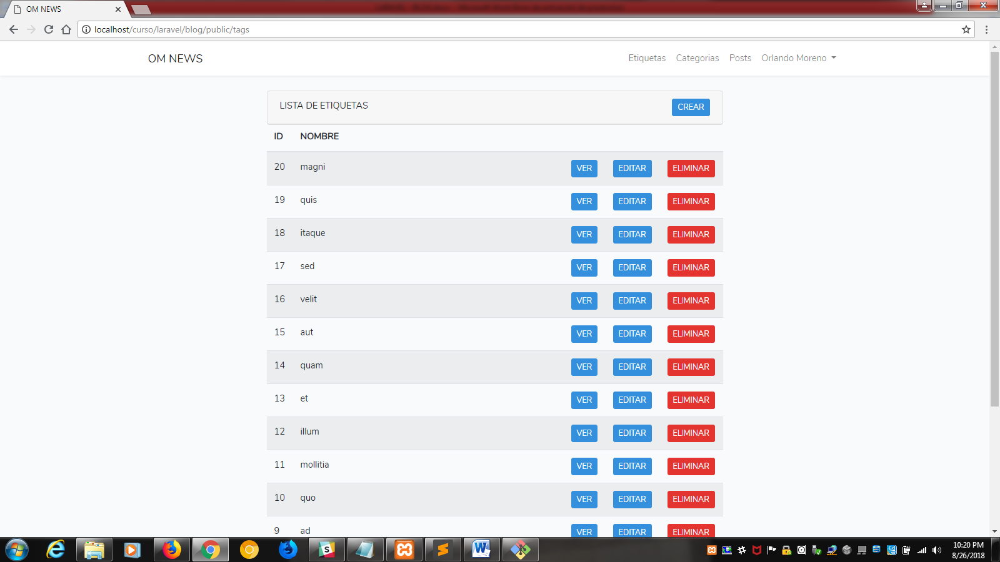 OM NEWS
localhost/curso/laravel/blog/public/tags
OM NEWS
Etiquetas Categorias Posts Orlando Moreno
LISTA DE ETIQUETAS CREAR
ID NOMBRE
20 magni VER EDITAR ELIMINAR
19 quis VER EDITAR ELIMINAR
18 itaque VER EDITAR ELIMINAR
17 sed VER EDITAR ELIMINAR
16 velit VER EDITAR ELIMINAR
15 aut VER EDITAR ELIMINAR
14 quam VER EDITAR ELIMINAR
13 et VER EDITAR ELIMINAR
12 illum VER EDITAR ELIMINAR
11 mollitia VER EDITAR ELIMINAR
10 quo VER EDITAR ELIMINAR
9 ad VER EDITAR ELIMINAR
10:20 PM
8/26/2018